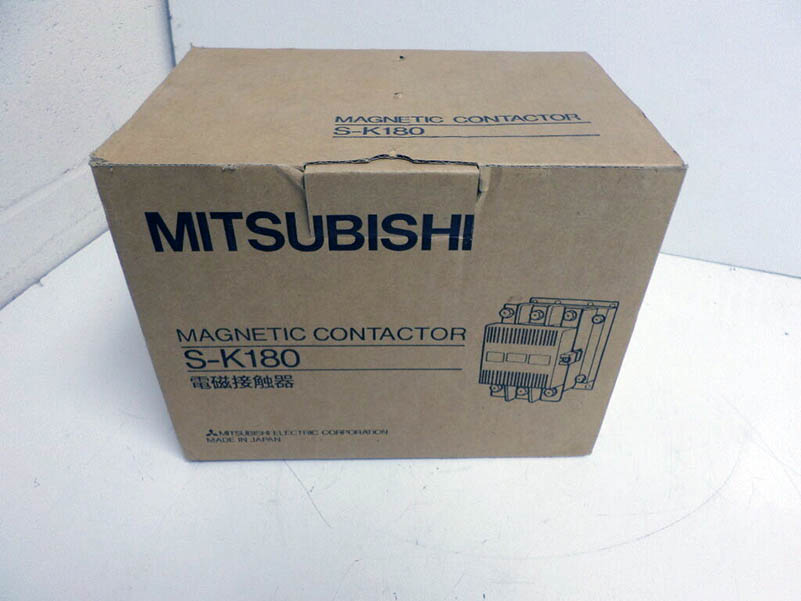 MAGNETIC CONTACTOR
S-K180
MITSUBISHI
MAGNETIC CONTACTOR
S-K180
電磁接触器
MITSUBISHI ELECTRIC CORPORATION
MADE IN JAPAN